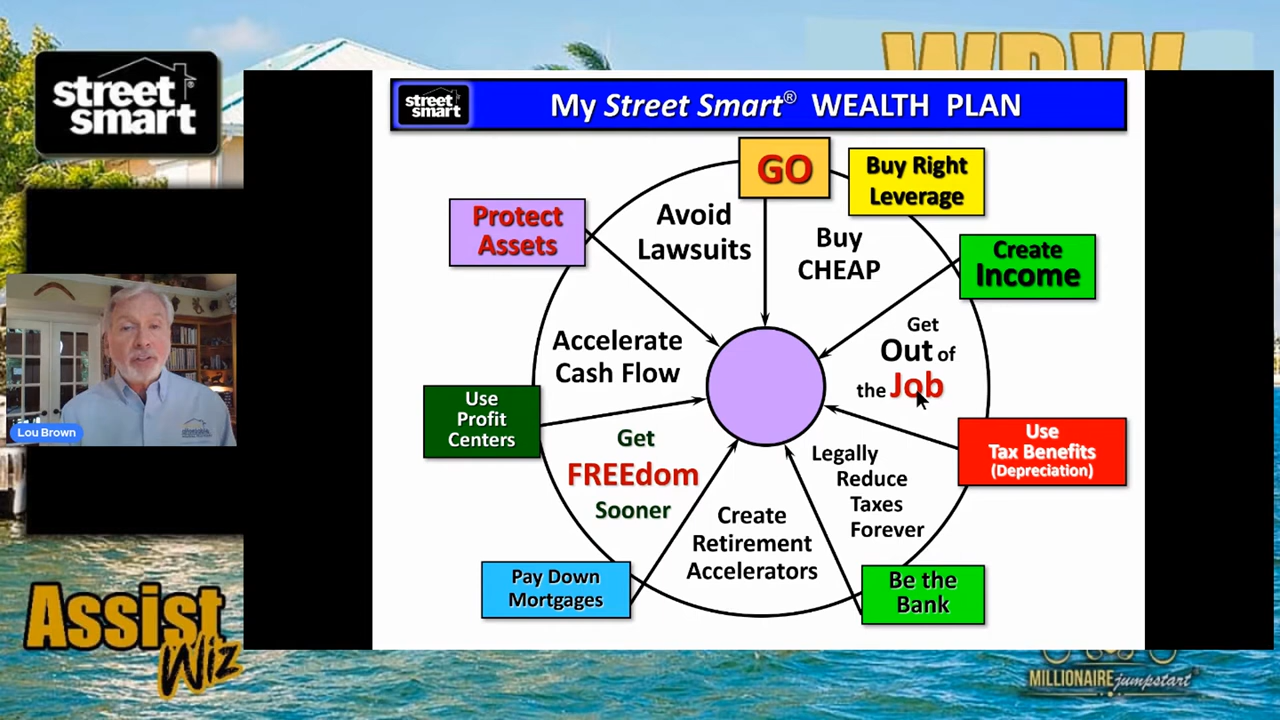 street
smart
WPW
street
smart
My Street Smart® WEALTH PLAN
GO
Buy Right
Leverage
Protect
Assets
Avoid
Lawsuits
Buy
CHEAP
Create
Income
Get
Out of
the Job
Accelerate
Cash Flow
Use
Profit
Centers
Use
Tax Benefits
(Depreciation)
Get
FREEdom
Sooner
Legally
Reduce
Taxes
Forever
Create
Retirement
Accelerators
Pay Down
Mortgages
Be the
Bank
Lou Brown
Assist
Wiz
MILLIONAIRE jumpstart